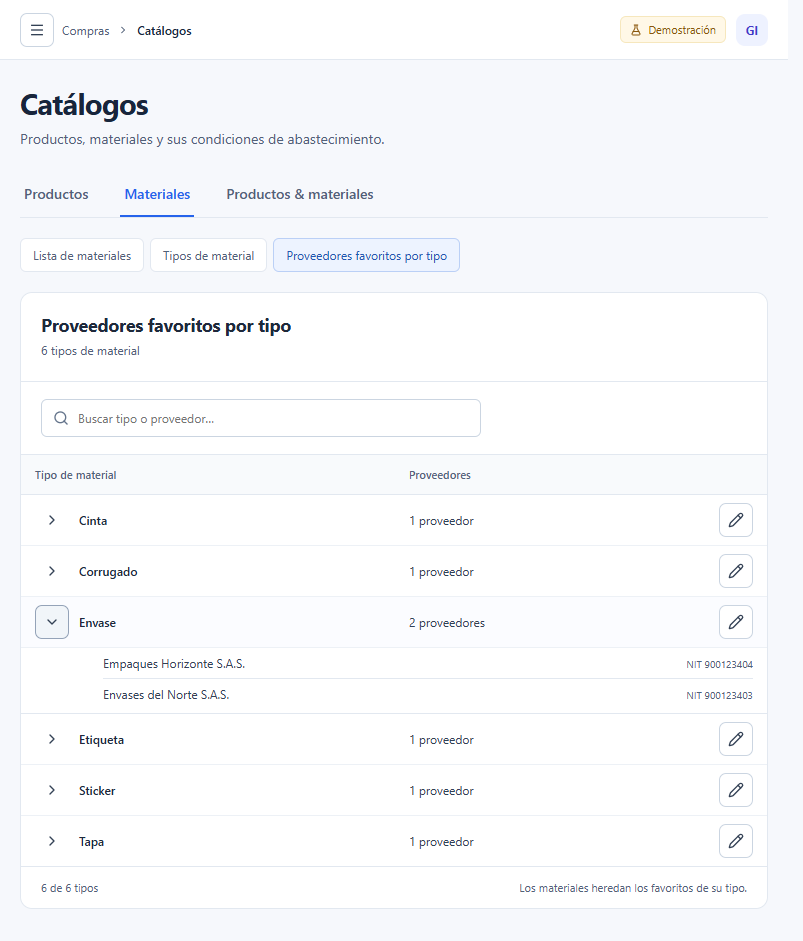 Compras > Catálogos
Demostración
GI
Catálogos
Productos, materiales y sus condiciones de abastecimiento.
Productos
Materiales
Productos & materiales
Lista de materiales
Tipos de material
Proveedores favoritos por tipo
Proveedores favoritos por tipo
6 tipos de material
Buscar tipo o proveedor...
Tipo de material Proveedores
Cinta 1 proveedor
Corrugado 1 proveedor
Envase 2 proveedores
Empaques Horizonte S.A.S. NIT 900123404
Envases del Norte S.A.S. NIT 900123403
Etiqueta 1 proveedor
Sticker 1 proveedor
Tapa 1 proveedor
6 de 6 tipos
Los materiales heredan los favoritos de su tipo.